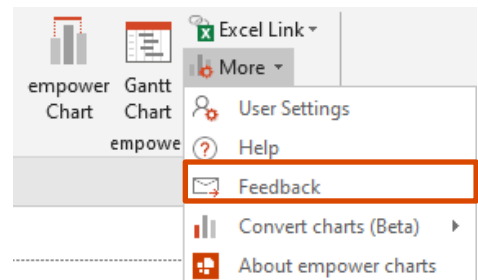 Excel Link
More
empower Chart
Gantt Chart
empowe
User Settings
Help
Feedback
Convert charts (Beta)
About empower charts